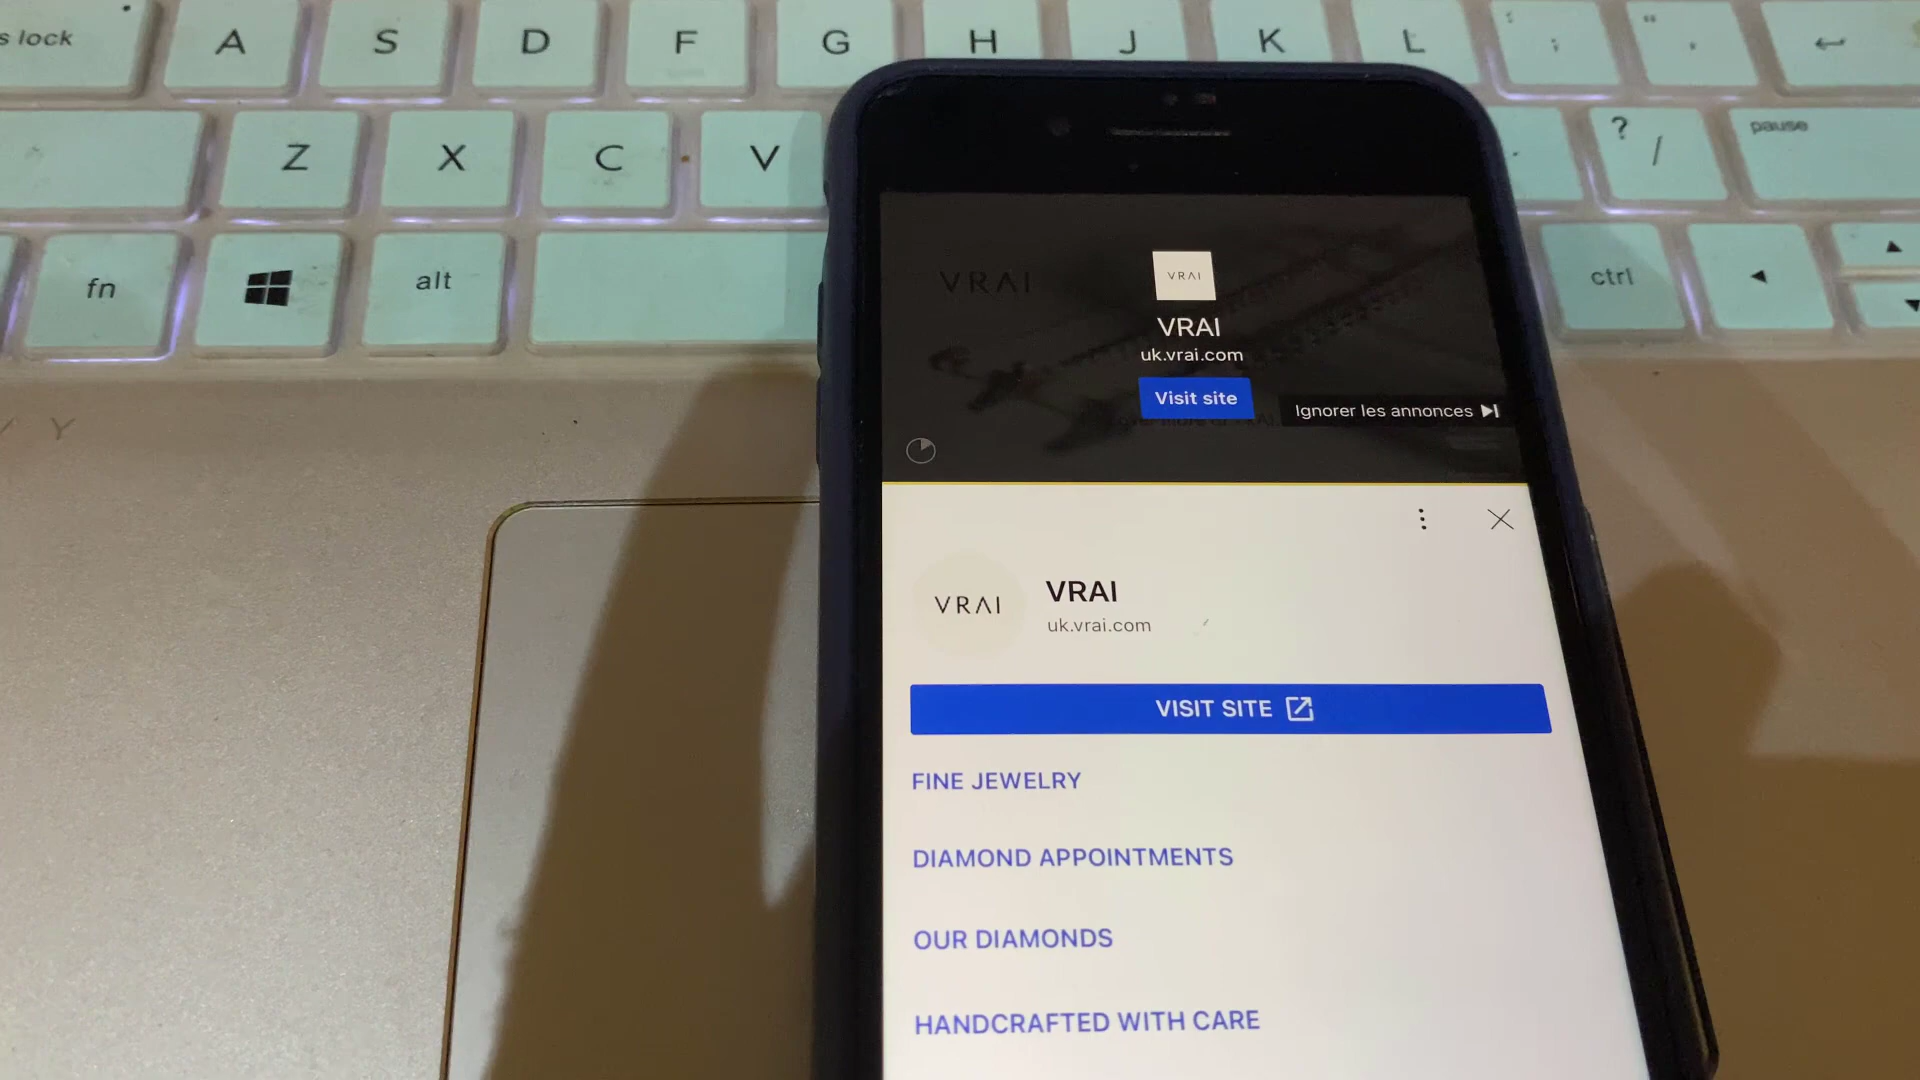 s lock A S D F G H J K L : ; " ' 
Z X C V ? / pause
fn alt ctrl
VRAI
VRAI
VRAI
uk.vrai.com
Visit site
Ignorer les annonces
VRAI
VRAI
uk.vrai.com
VISIT SITE
FINE JEWELRY
DIAMOND APPOINTMENTS
OUR DIAMONDS
HANDCRAFTED WITH CARE